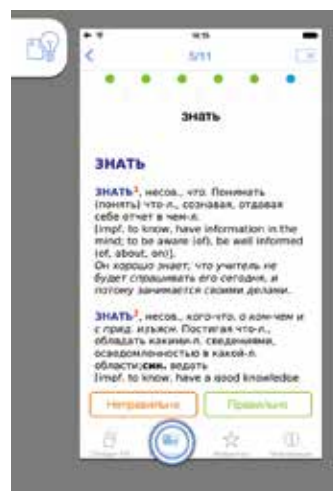 5/11
знать
ЗНАТЬ
ЗНАТЬ¹, несов., что. Понимать
(понять) что-л., сознавая, отдавая
себе отчет в чем-л.
[impf. to know, have information in the
mind; to be aware (of), be well informed
(of, about, on)].
Он хорошо знает, что учитель не
будет спрашивать его сегодня, и
потому занимается своими делами.
ЗНАТЬ², несов., кого-что, о ком-чем и
с прид. изъясн. Постигая что-л.,
обладать какими-л. сведениями,
осведомленностью в какой-л.
области;син. ведать
[impf. to know, have a good knowledge
Неправильно
Правильно